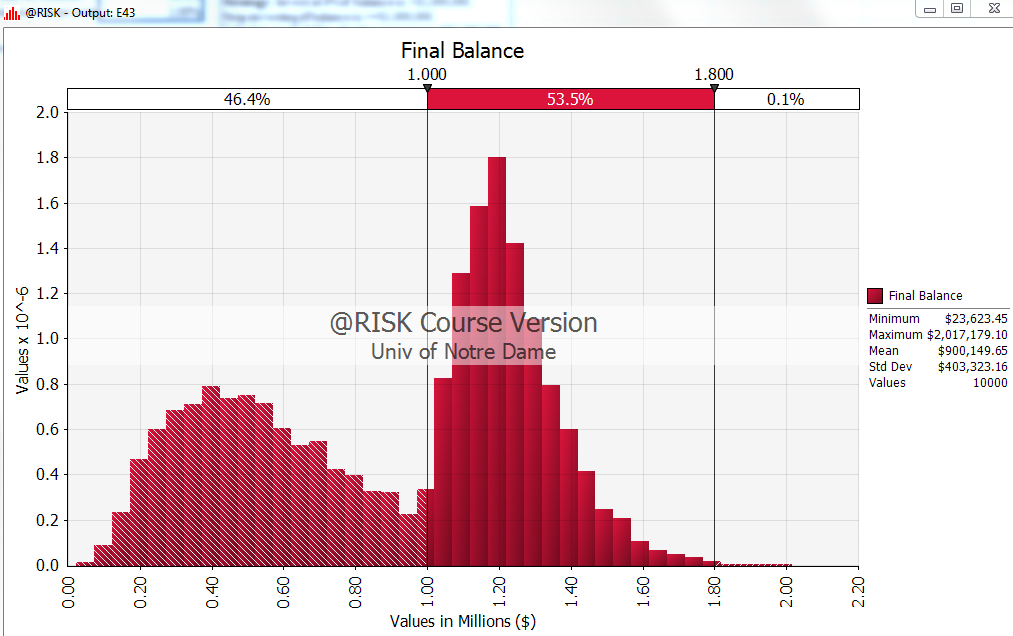 @RISK - Output: E43
Final Balance
1.000 1.800
46.4% 53.5% 0.1%
2.0
1.8
1.6
1.4
1.2
1.0
0.8
0.6
0.4
0.2
0.0
Values x 10^-6
@RISK Course Version
Univ of Notre Dame
0.00 0.20 0.40 0.60 0.80 1.00 1.20 1.40 1.60 1.80 2.00 2.20
Values in Millions ($)
Final Balance
Minimum $23,623.45
Maximum $2,017,179.10
Mean $900,149.65
Std Dev $403,323.16
Values 10000